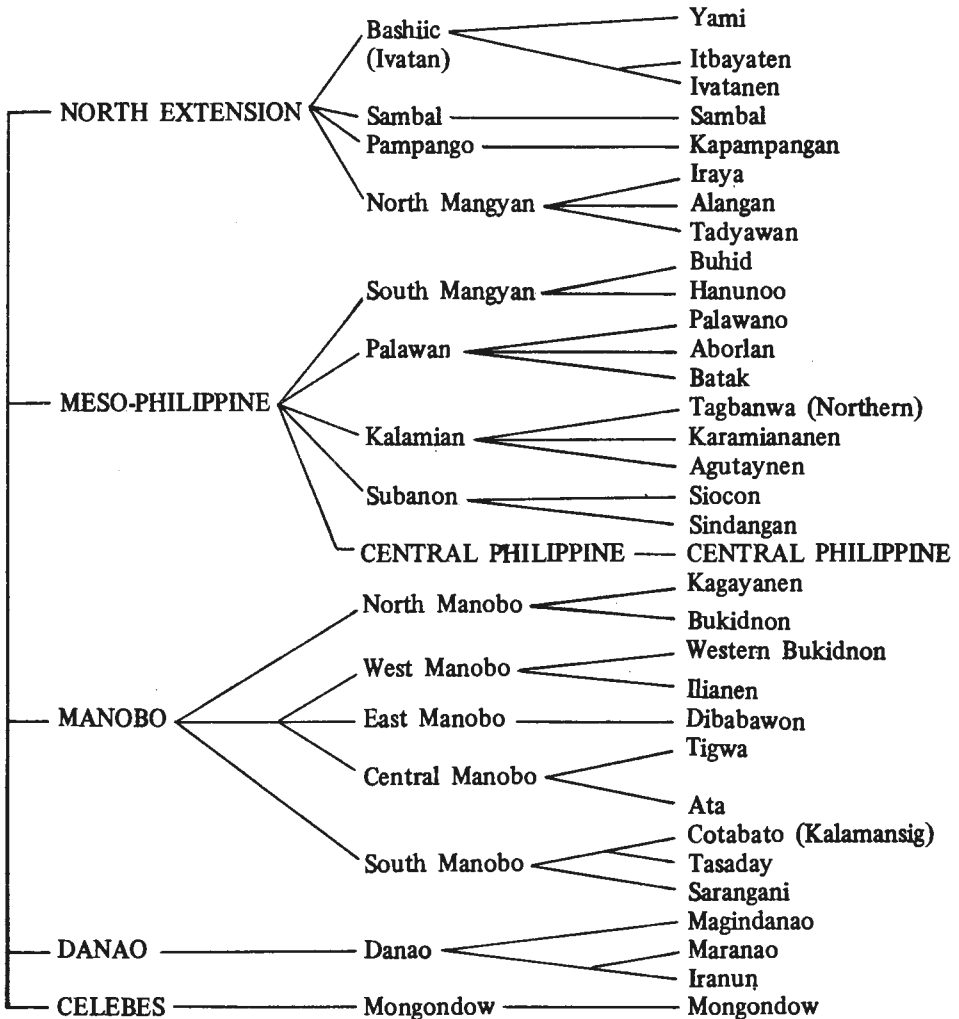 Yami
Bashiic
(Ivatan)
Itbayaten
Ivatanen
NORTH EXTENSION
Sambal
Sambal
Pampango
Kapampangan
Iraya
North Mangyan
Alangan
Tadyawan
Buhid
South Mangyan
Hanunoo
Palawano
Palawan
Aborlan
Batak
MESO-PHILIPPINE
Tagbanwa (Northern)
Kalamian
Karamiananen
Agutaynen
Subanon
Siocon
Sindangan
CENTRAL PHILIPPINE
CENTRAL PHILIPPINE
Kagayanen
North Manobo
Bukidnon
Western Bukidnon
West Manobo
Ilianen
MANOBO
East Manobo
Dibabawon
Tigwa
Central Manobo
Ata
Cotabato (Kalamansig)
South Manobo
Tasaday
Sarangani
Magindanao
DANAO
Danao
Maranao
Iranun
CELEBES
Mongondow
Mongondow